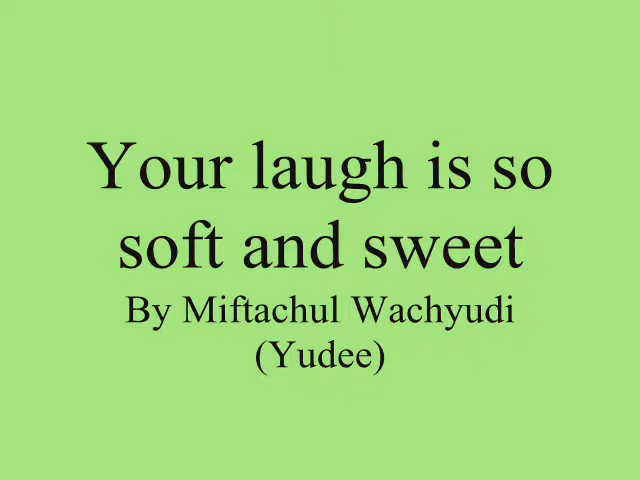 Your laugh is so
soft and sweet
By Miftachul Wachyudi
(Yudee)